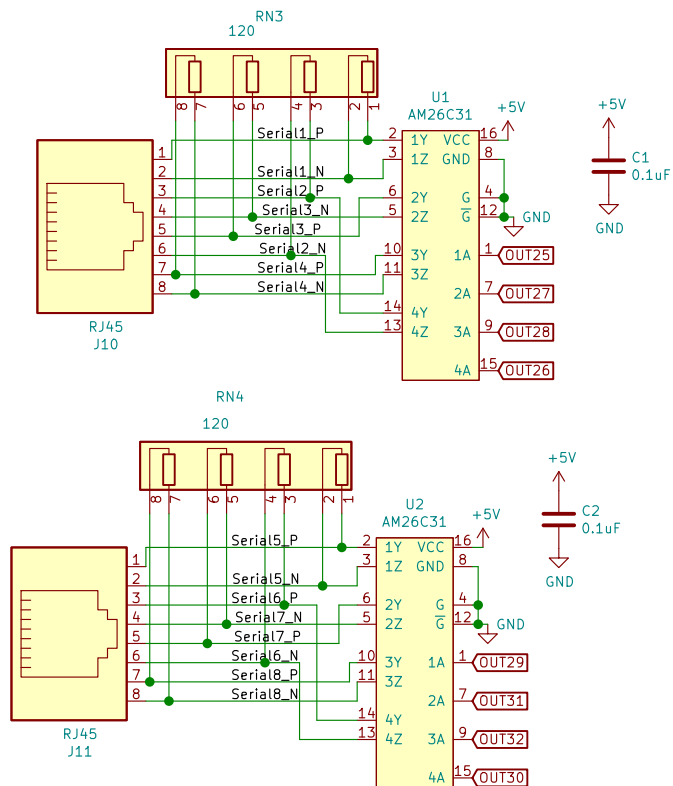 RN3
120
8 7 6 5 4 3 2 1
U1
AM26C31
+5V
+5V
C1
0.1uF
GND
1
2
3
4
5
6
7
8
RJ45
J10
Serial1_P
Serial1_N
Serial2_P
Serial3_N
Serial3_P
Serial2_N
Serial4_P
Serial4_N
2 1Y VCC 16
3 1Z GND 8
6 2Y G 4
5 2Z G 12 GND
10 3Y 1A 1 OUT25
11 3Z
2A 7 OUT27
14 4Y
13 4Z 3A 9 OUT28
4A 15 OUT26
RN4
120
8 7 6 5 4 3 2 1
U2
AM26C31
+5V
+5V
C2
0.1uF
GND
1
2
3
4
5
6
7
8
RJ45
J11
Serial5_P
Serial5_N
Serial6_P
Serial7_N
Serial7_P
Serial6_N
Serial8_P
Serial8_N
2 1Y VCC 16
3 1Z GND 8
6 2Y G 4
5 2Z G 12 GND
10 3Y 1A 1 OUT29
11 3Z
2A 7 OUT31
14 4Y
13 4Z 3A 9 OUT32
4A 15 OUT30